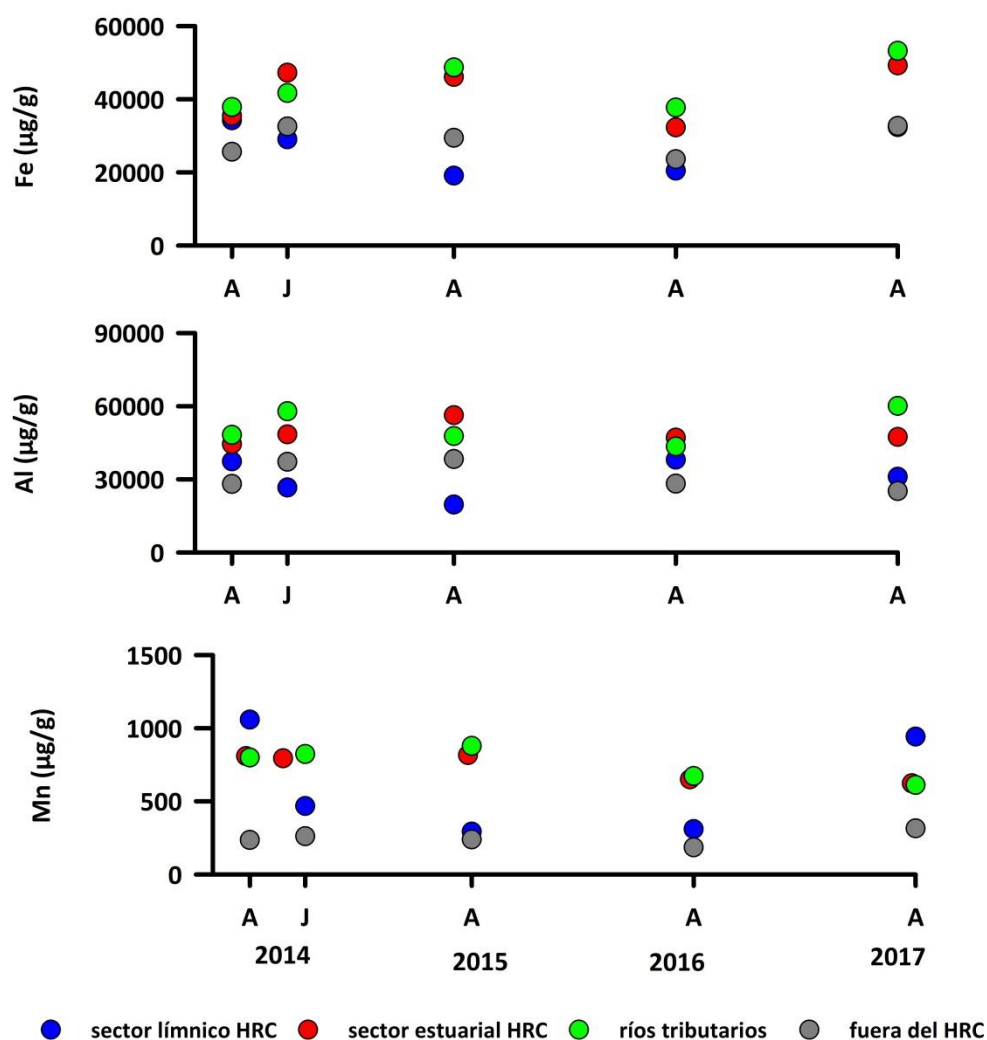 60000
40000
20000
0
Fe (µg/g)
A J A A A
90000
60000
30000
0
Al (µg/g)
A J A A A
1500
1000
500
0
Mn (µg/g)
A J A A A
2014 2015 2016 2017
sector límnico HRC sector estuarial HRC ríos tributarios fuera del HRC